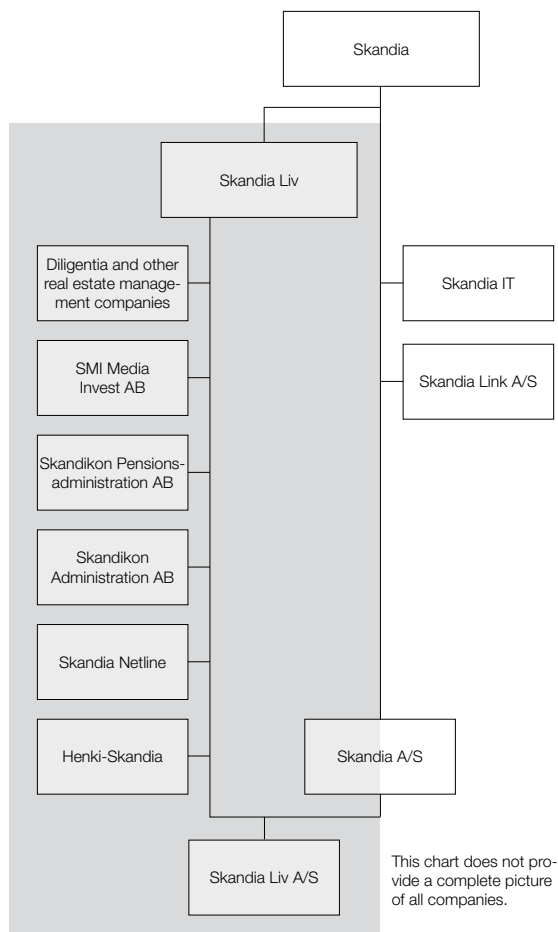 Skandia
Skandia Liv
Diligentia and other
real estate manage-
ment companies
Skandia IT
SMI Media
Invest AB
Skandia Link A/S
Skandikon Pensions-
administration AB
Skandikon
Administration AB
Skandia Netline
Henki-Skandia
Skandia A/S
Skandia Liv A/S
This chart does not pro-
vide a complete picture
of all companies.